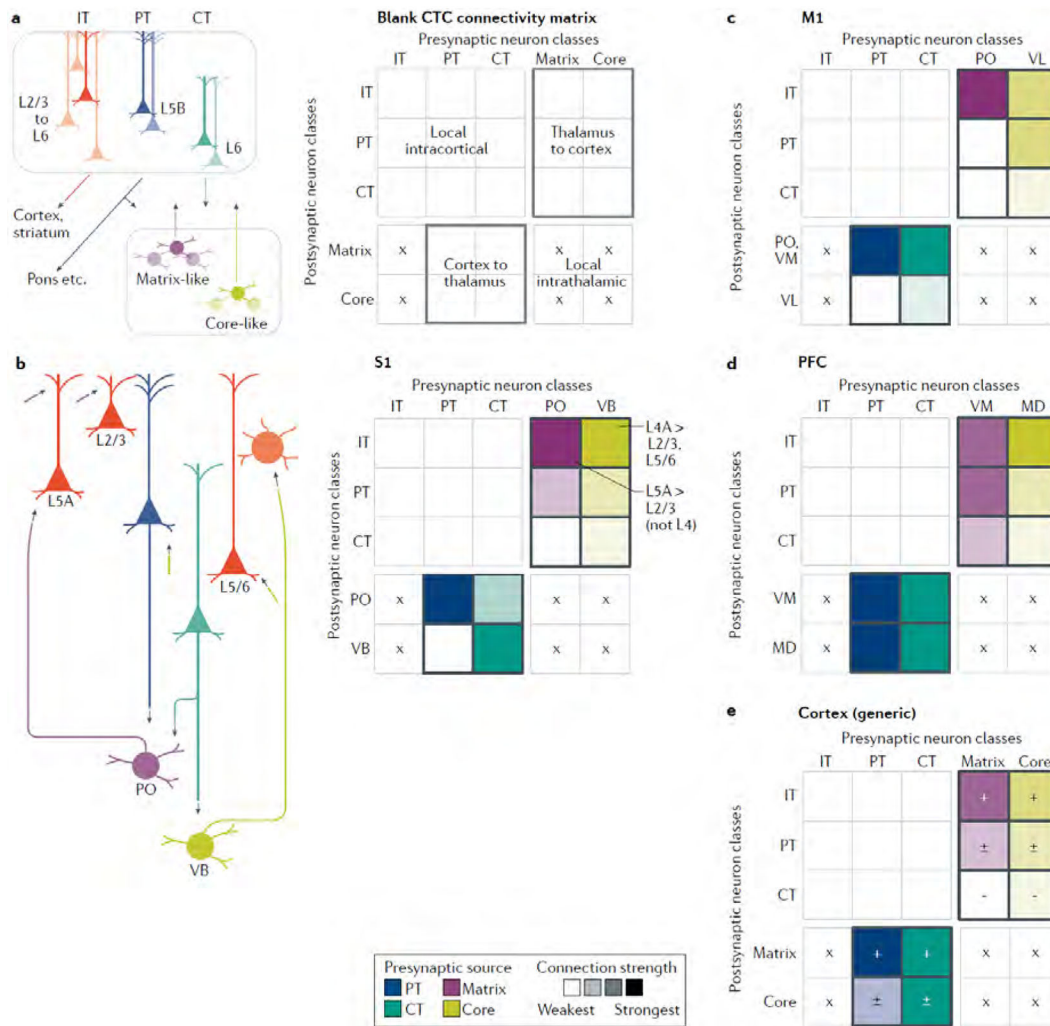 a
IT PT CT
L2/3
to
L6
L5B
L6
Cortex,
striatum
Pons etc.
Matrix-like
Core-like
Blank CTC connectivity matrix
Presynaptic neuron classes
IT PT CT Matrix Core
Postsynaptic neuron classes
IT
PT
CT
Local
intracortical
Thalamus
to cortex
Matrix x x x
Core x x x
Cortex to
thalamus
Local
intrathalamic
c M1
Presynaptic neuron classes
IT PT CT PO VL
Postsynaptic neuron classes
IT
PT
CT
PO,
VM x x x
VL x x x
b
L5A
L2/3
L5/6
PO
VB
S1
Presynaptic neuron classes
IT PT CT PO VB
Postsynaptic neuron classes
IT
PT
CT
L4A >
L2/3,
L5/6
L5A >
L2/3
(not L4)
PO x x x
VB x x x
d PFC
Presynaptic neuron classes
IT PT CT VM MD
Postsynaptic neuron classes
IT
PT
CT
VM x x x
MD x x x
e Cortex (generic)
Presynaptic neuron classes
IT PT CT Matrix Core
Postsynaptic neuron classes
IT + +
PT ± ±
CT - -
Matrix x + + x x
Core x ± ± x x
Presynaptic source
PT Matrix
CT Core
Connection strength
Weakest Strongest